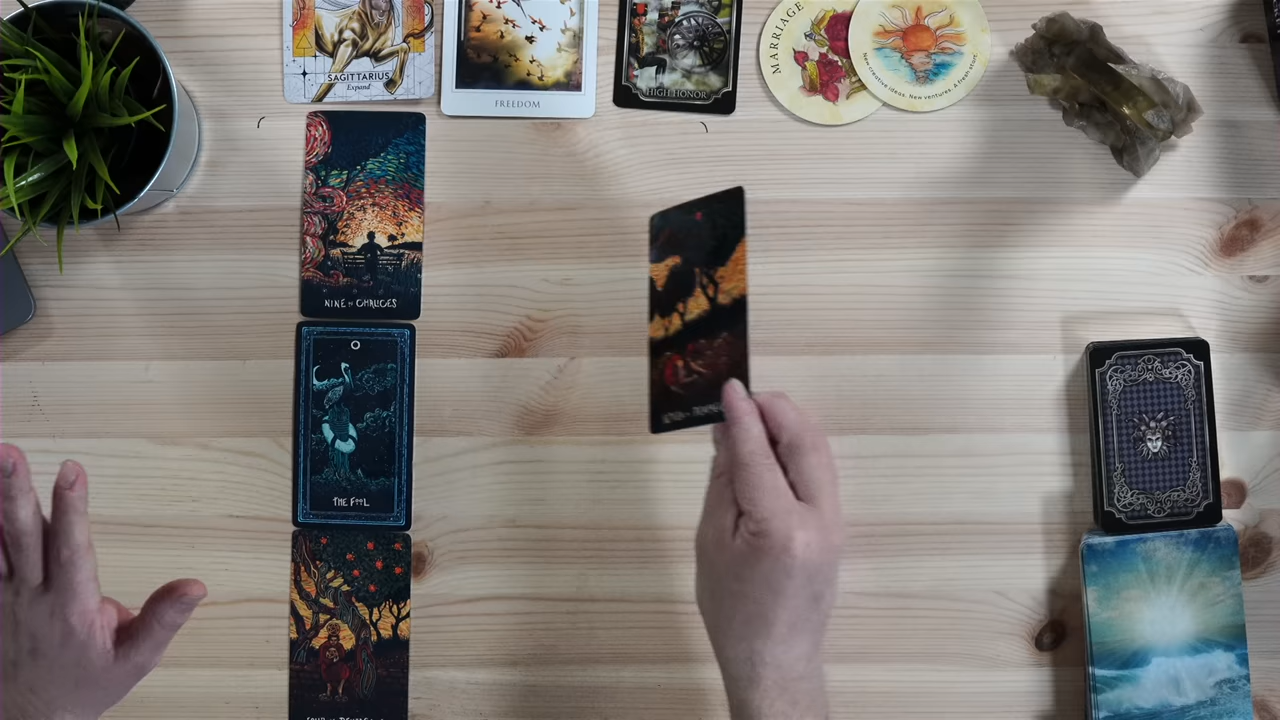 SAGITTARIUS
Expand
FREEDOM
HIGH HONOR
MARRIAGE
New creative ideas. New ventures. A fresh start.
NINE OF CHALICES
THE FOOL